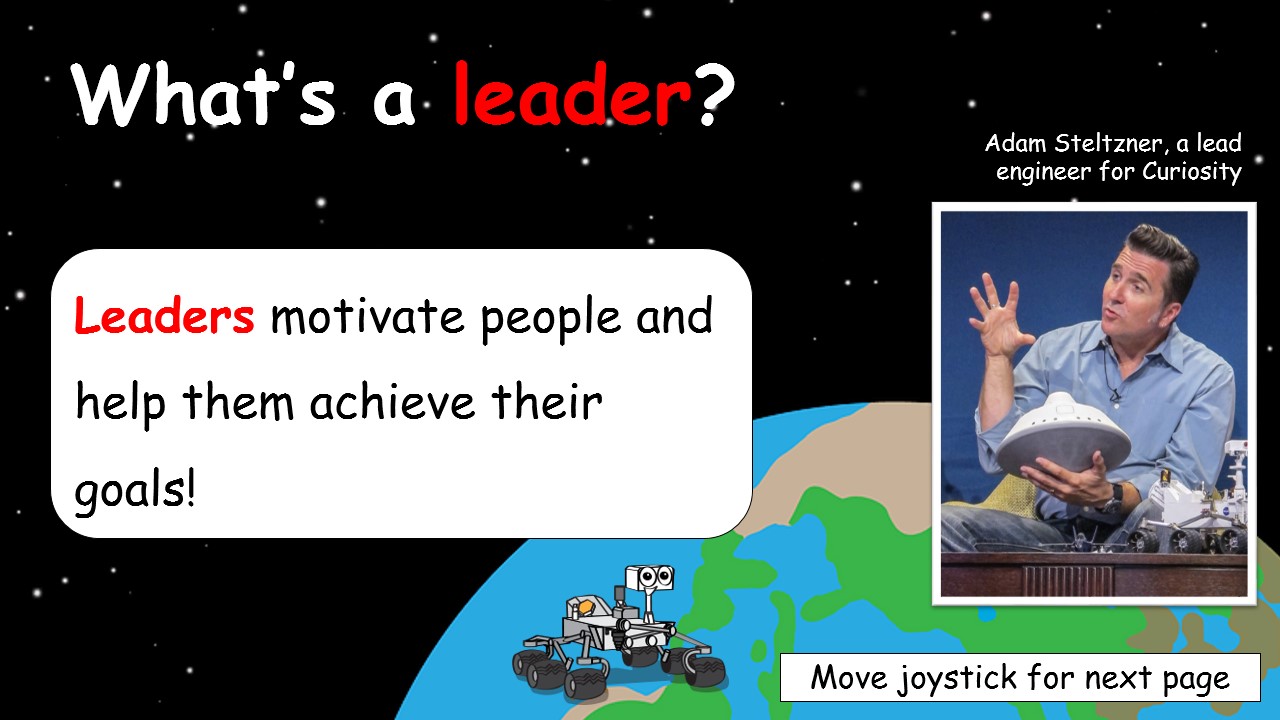 What's a leader?
Adam Steltzner, a lead
engineer for Curiosity
Leaders motivate people and
help them achieve their
goals!
Move joystick for next page